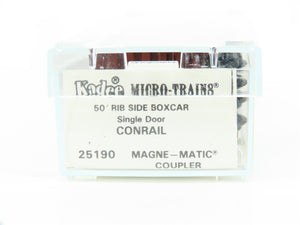 Kadee® MICRO-TRAINS®
50' RIB SIDE BOXCAR
Single Door
CONRAIL
25190 MAGNE-MATIC®
COUPLER